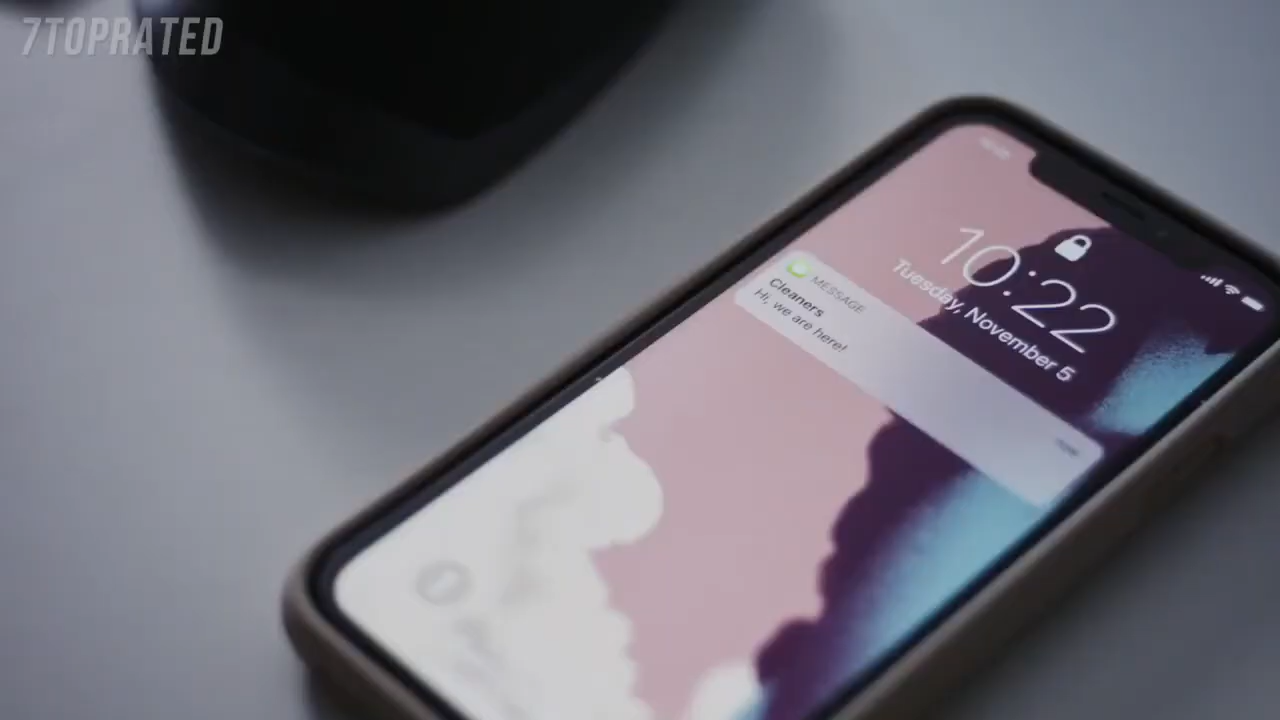 7TOPRATED
10:22
Tuesday, November 5
MESSAGE
Cleaners
Hi, we are here!